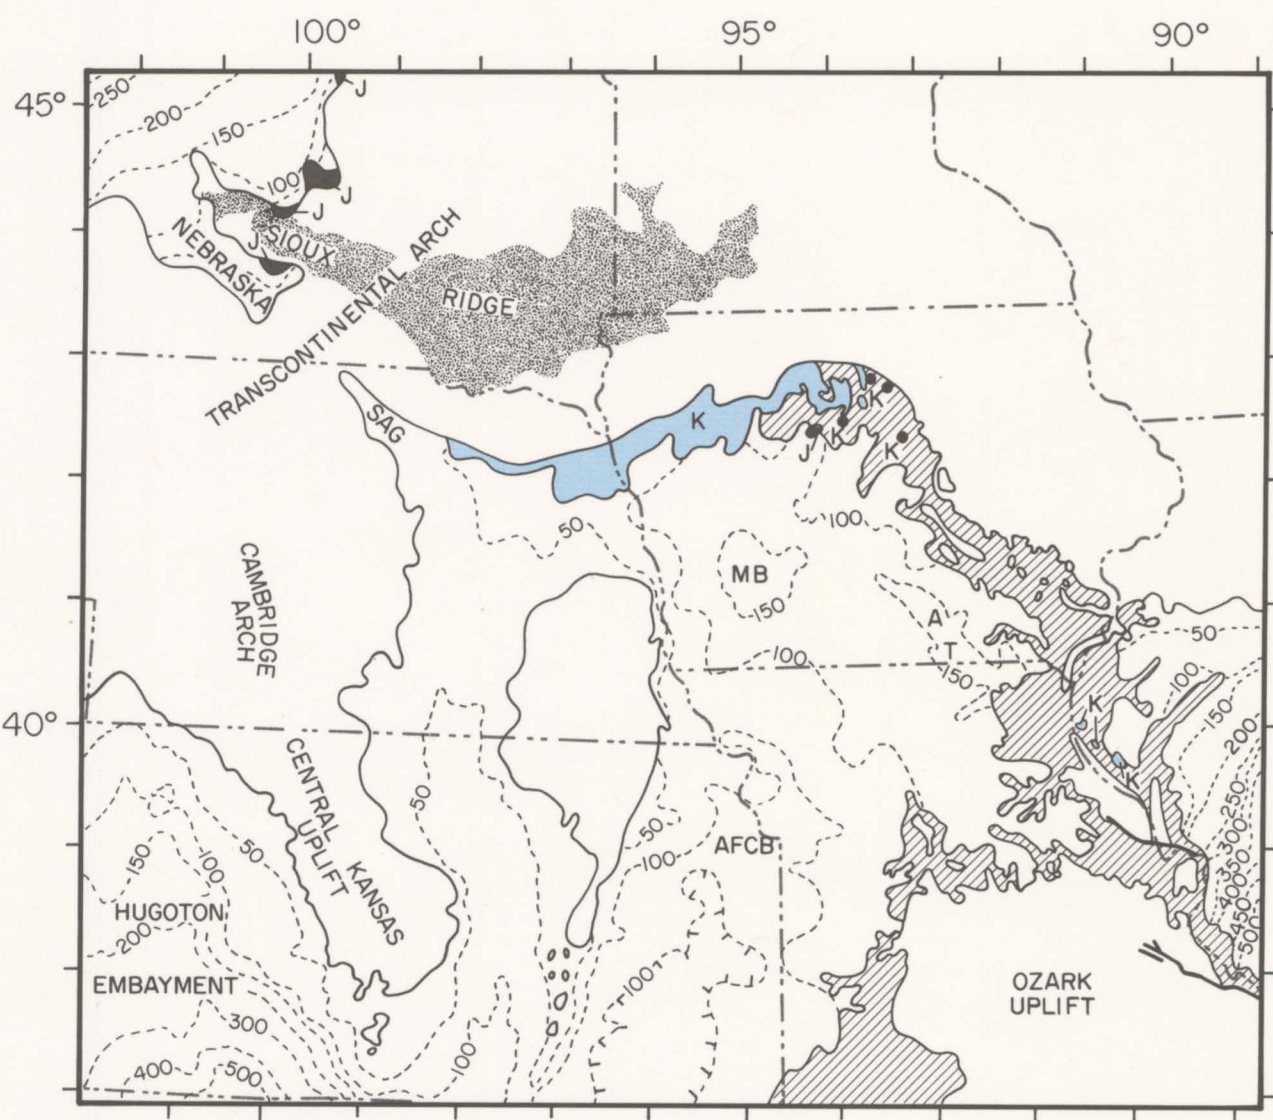 100° 95° 90°
45°
250
200
150
100
J
J
J
J
NEBRASKA
SIOUX
RIDGE
TRANSCONTINENTAL ARCH
SAG
K
K
K
J
K
50
100
MB
150
CAMBRIDGE
ARCH
A
T
100
150
50
100
150
200
250
300
350
400
450
500
40°
K
K
CENTRAL KANSAS
UPLIFT
50
50
100
AFCB
150
100
50
HUGOTON
200
EMBAYMENT
300
400
500
100
100
OZARK
UPLIFT